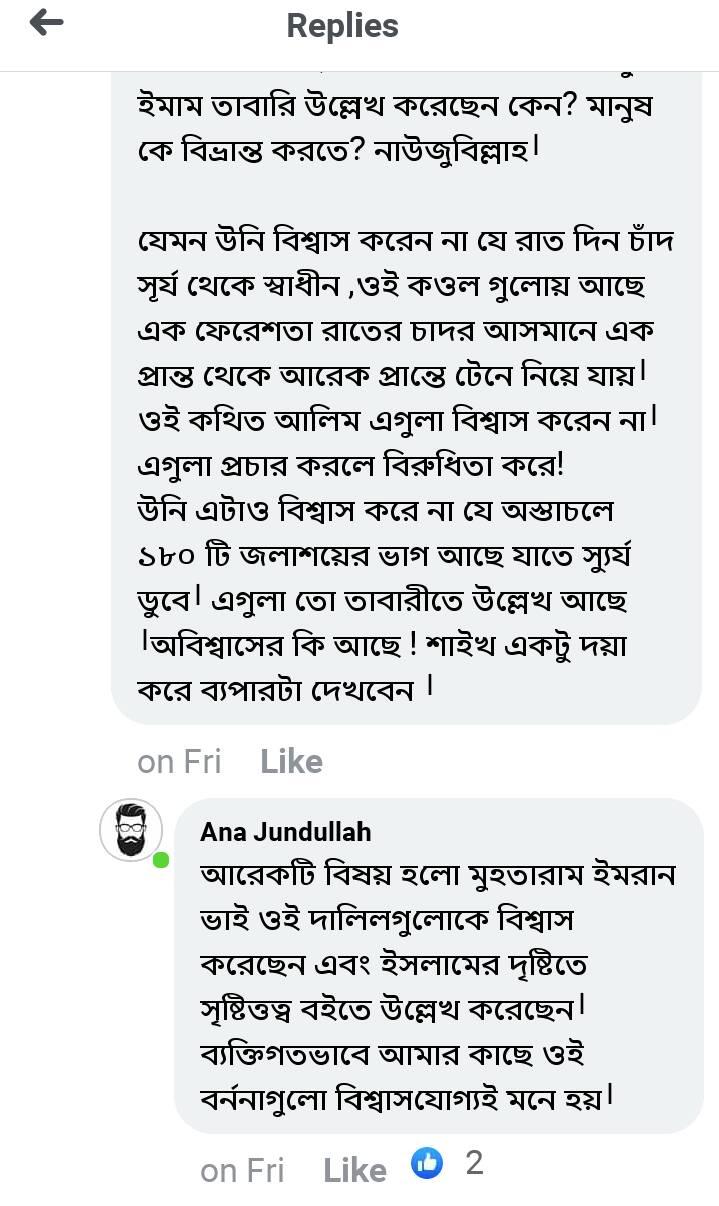 Replies
ইমাম তাবারি উল্লেখ করেছেন কেন? মানুষ
কে বিভ্রান্ত করতে? নাউজুবিল্লাহ।
যেমন উনি বিশ্বাস করেন না যে রাত দিন চাঁদ
সূর্য থেকে স্বাধীন ,ওই কওল গুলোয় আছে
এক ফেরেশতা রাতের চাদর আসমানে এক
প্রান্ত থেকে আরেক প্রান্তে টেনে নিয়ে যায়।
ওই কথিত আলিম এগুলা বিশ্বাস করেন না।
এগুলা প্রচার করলে বিরুধিতা করে!
উনি এটাও বিশ্বাস করে না যে অস্তাচলে
১৮০ টি জলাশয়ের ভাগ আছে যাতে স্যুর্য
ডুবে। এগুলা তো তাবারীতে উল্লেখ আছে
।অবিশ্বাসের কি আছে ! শাইখ একটু দয়া
করে ব্যপারটা দেখবেন ।
on Fri Like
Ana Jundullah
আরেকটি বিষয় হলো মুহতারাম ইমরান
ভাই ওই দালিলগুলোকে বিশ্বাস
করেছেন এবং ইসলামের দৃষ্টিতে
সৃষ্টিতত্ব বইতে উল্লেখ করেছেন।
ব্যক্তিগতভাবে আমার কাছে ওই
বর্ননাগুলো বিশ্বাসযোগ্যই মনে হয়।
on Fri Like 2